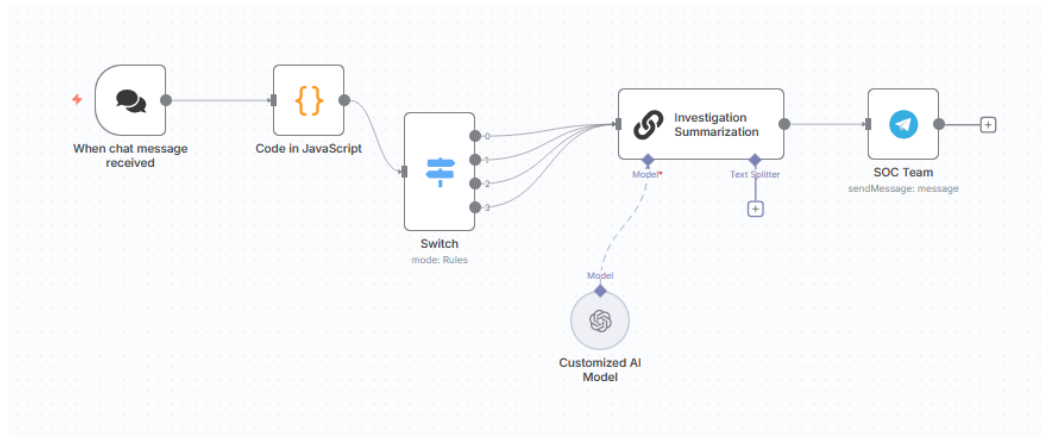 When chat message
received
{}
Code in JavaScript
0
1
2
3
Switch
mode: Rules
Investigation
Summarization
Model*
Text Splitter
+
Model
Customized AI
Model
SOC Team
sendMessage: message
+